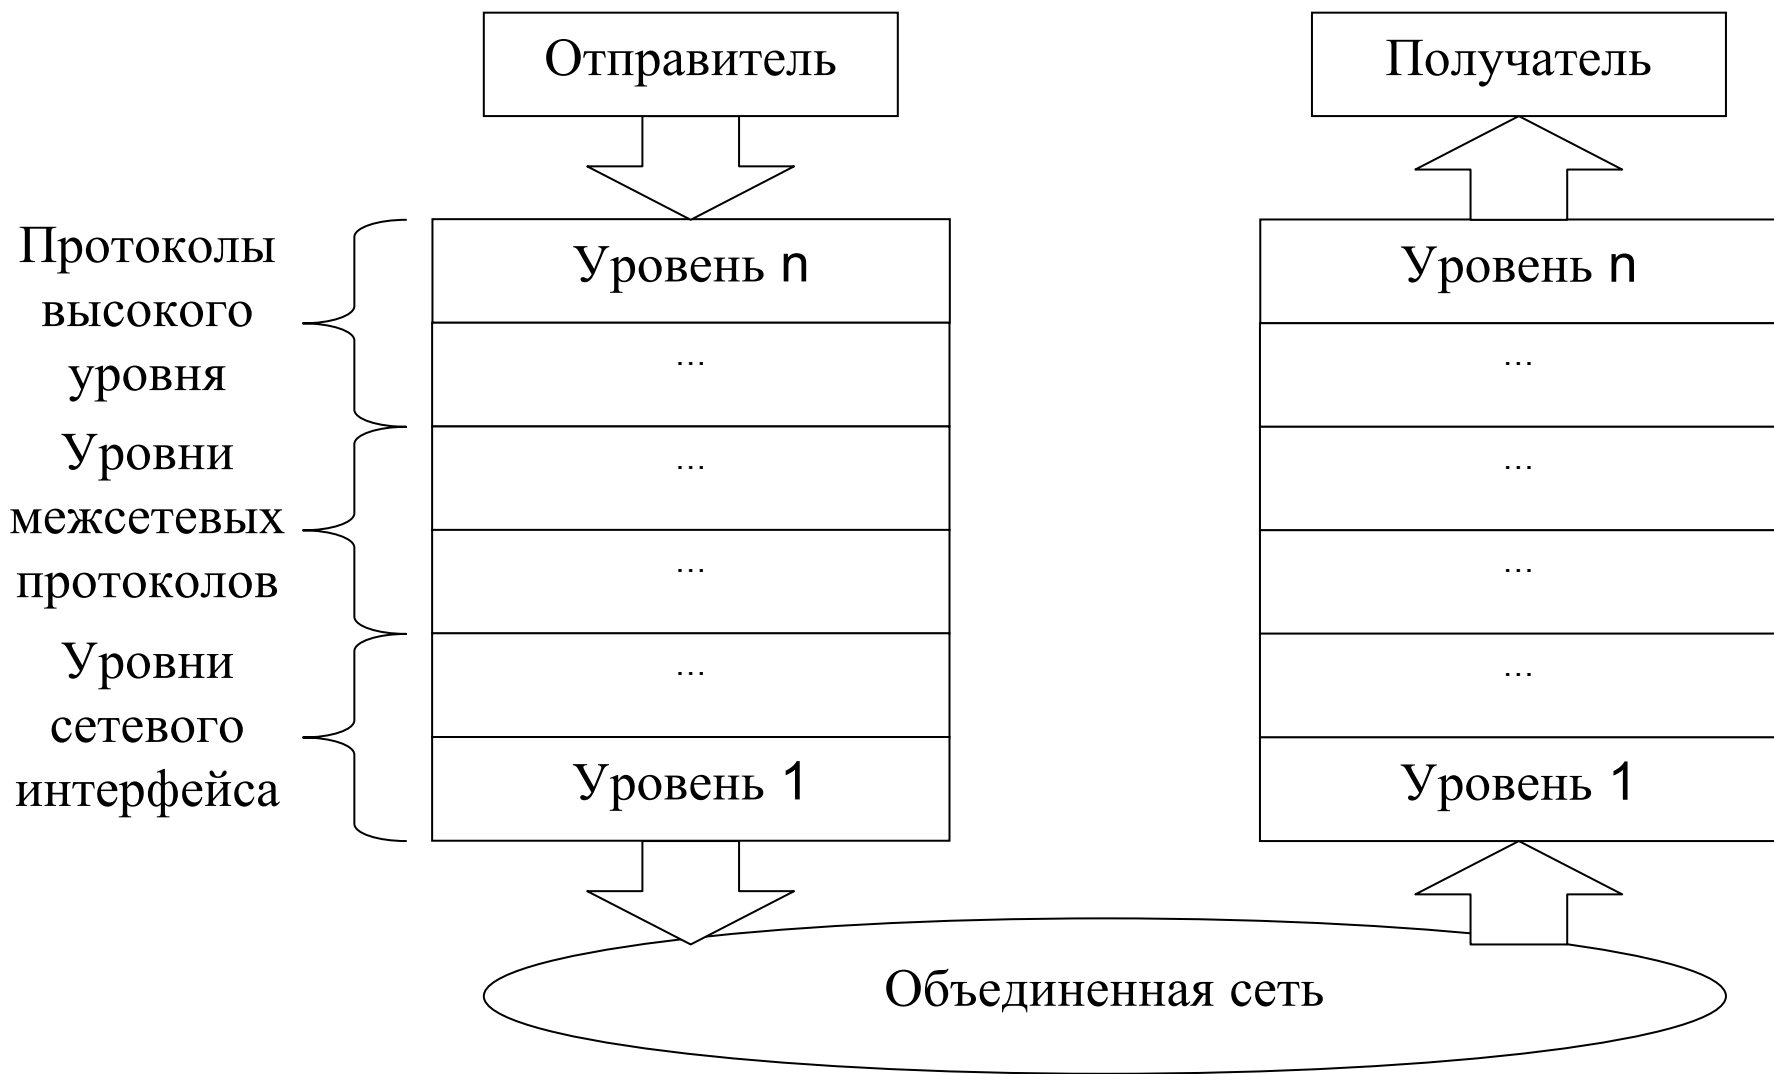 Отправитель
Получатель
Протоколы
высокого
уровня
Уровни
межсетевых
протоколов
Уровни
сетевого
интерфейса
Уровень n
...
...
...
...
Уровень 1
Уровень n
...
...
...
...
Уровень 1
Объединенная сеть